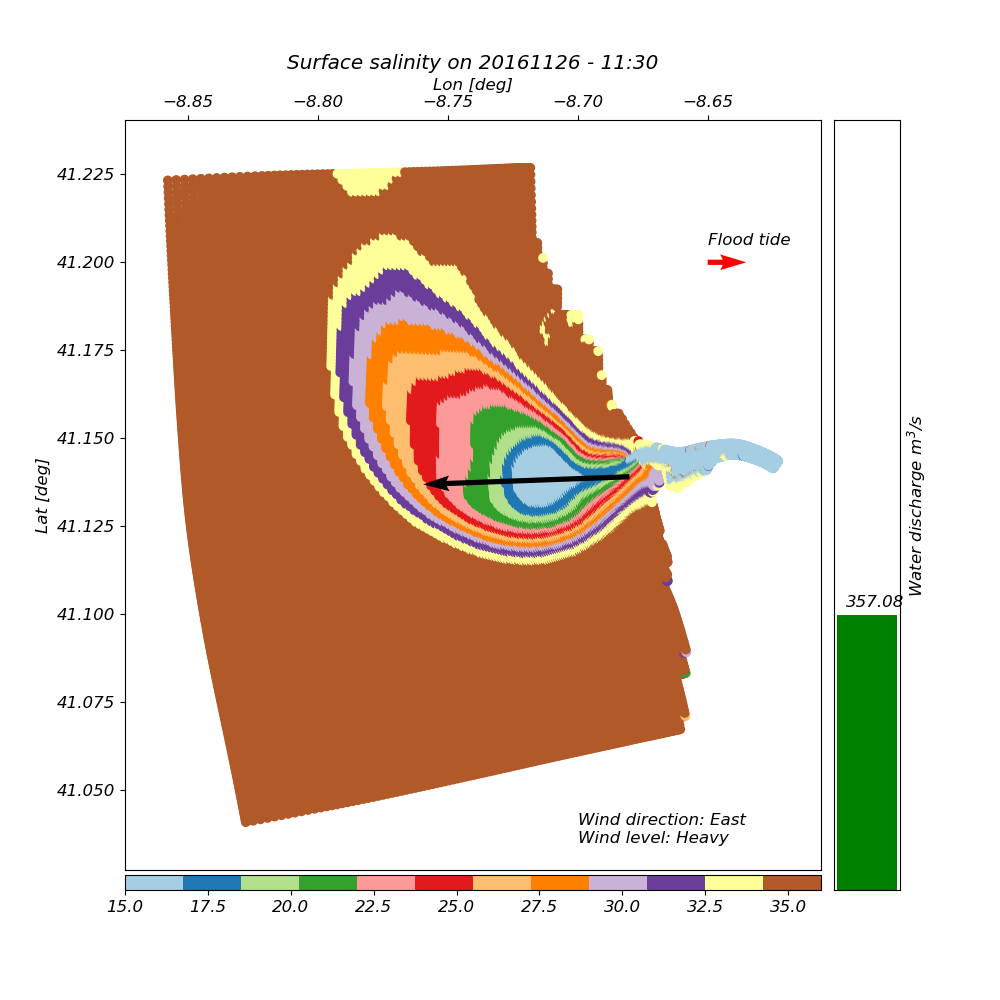 Surface salinity on 20161126 - 11:30
Lon [deg]
−8.85 −8.80 −8.75 −8.70 −8.65
41.225
41.200
41.175
41.150
41.125
41.100
41.075
41.050
Lat [deg]
Flood tide
Wind direction: East
Wind level: Heavy
357.08
Water discharge m³/s
15.0 17.5 20.0 22.5 25.0 27.5 30.0 32.5 35.0